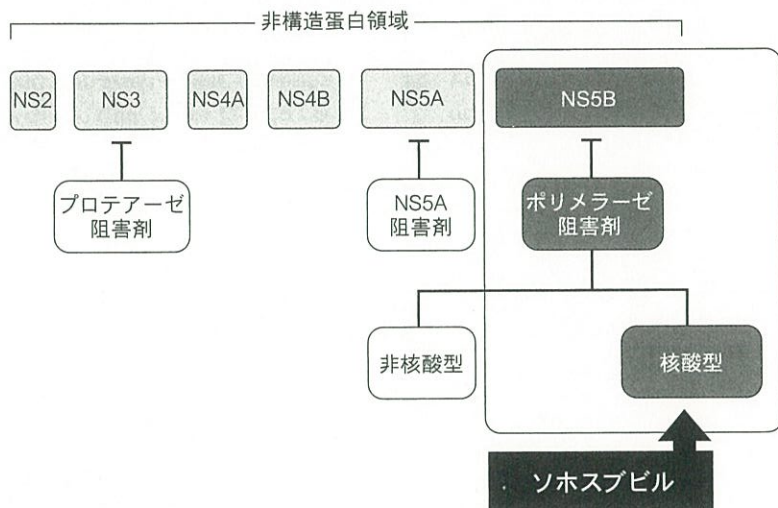 非構造蛋白領域
NS2
NS3
NS4A
NS4B
NS5A
NS5B
プロテアーゼ
阻害剤
NS5A
阻害剤
ポリメラーゼ
阻害剤
非核酸型
核酸型
ソホスブビル